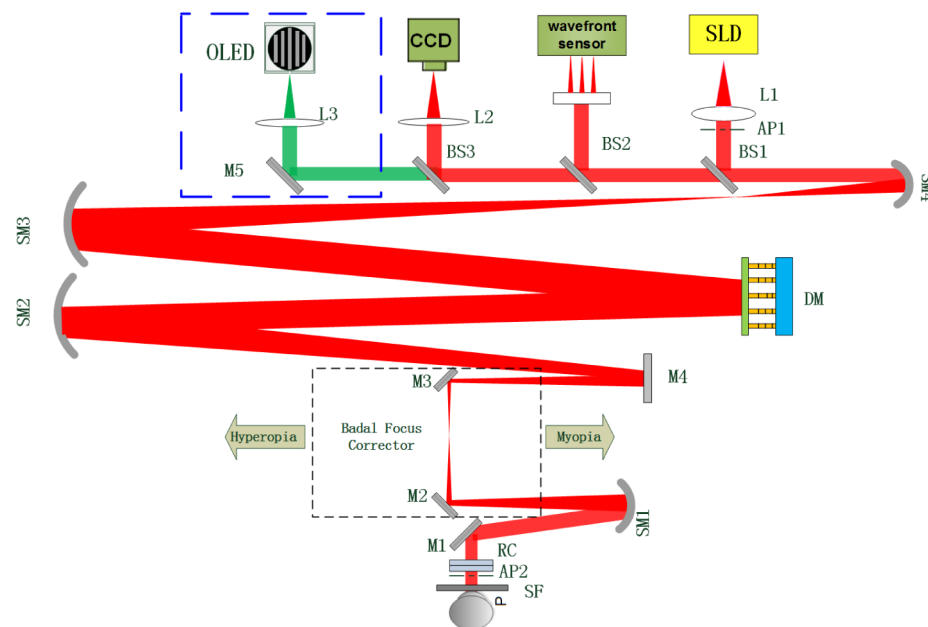 OLED
CCD
wavefront
sensor
SLD
L3
L2
L1
AP1
M5
BS3
BS2
BS1
SM4
SM3
SM2
DM
M3
M4
Hyperopia
Badal Focus
Corrector
Myopia
M2
SM1
M1
RC
AP2
SF
P